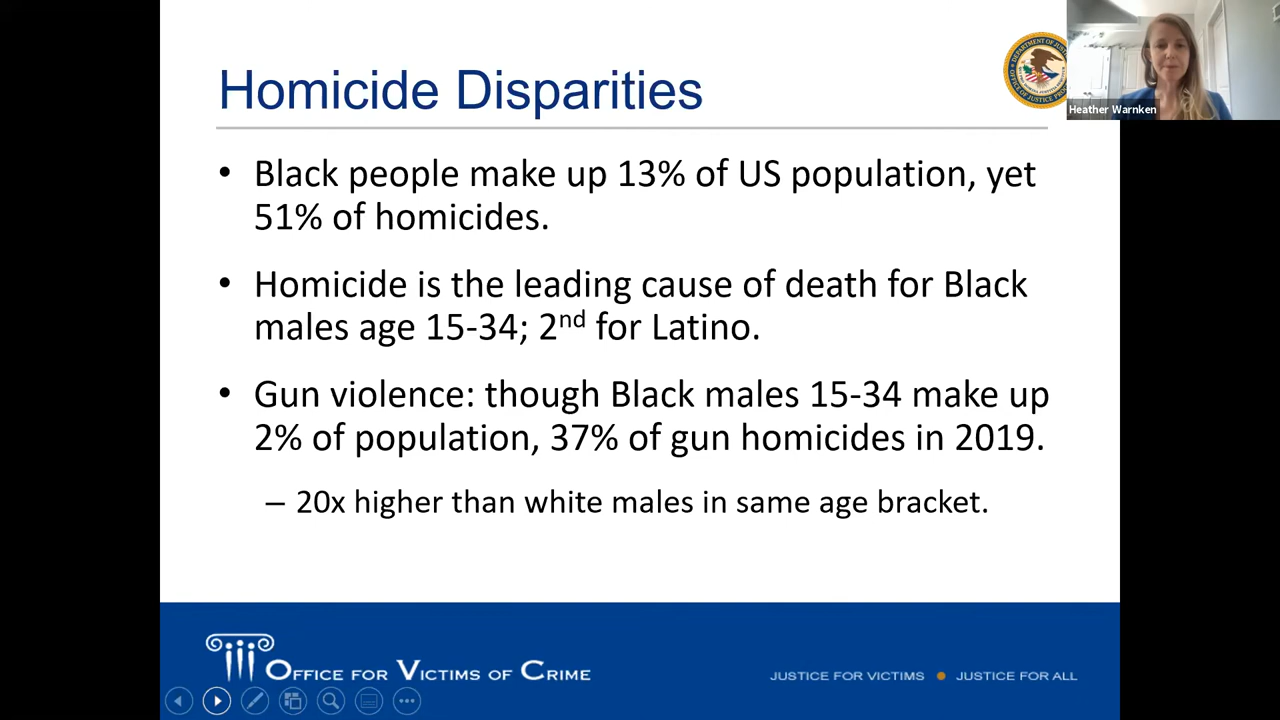 Homicide Disparities
Heather Warnken
• Black people make up 13% of US population, yet
51% of homicides.
• Homicide is the leading cause of death for Black
males age 15-34; 2nd for Latino.
• Gun violence: though Black males 15-34 make up
2% of population, 37% of gun homicides in 2019.
– 20x higher than white males in same age bracket.
OFFICE FOR VICTIMS OF CRIME
JUSTICE FOR VICTIMS • JUSTICE FOR ALL